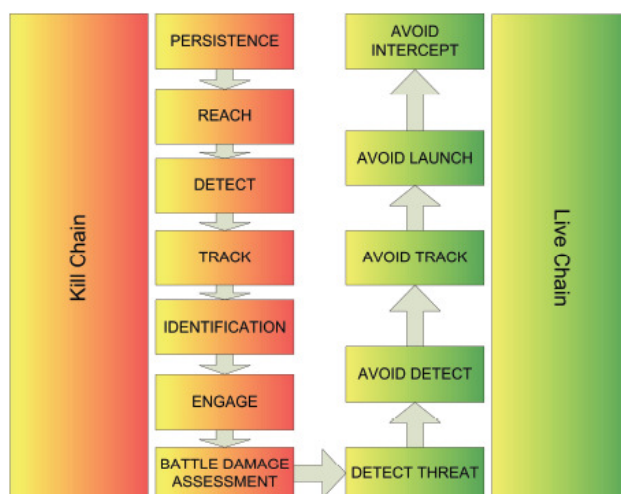 Kill Chain
PERSISTENCE
REACH
DETECT
TRACK
IDENTIFICATION
ENGAGE
BATTLE DAMAGE
ASSESSMENT
AVOID
INTERCEPT
AVOID LAUNCH
AVOID TRACK
AVOID DETECT
DETECT THREAT
Live Chain